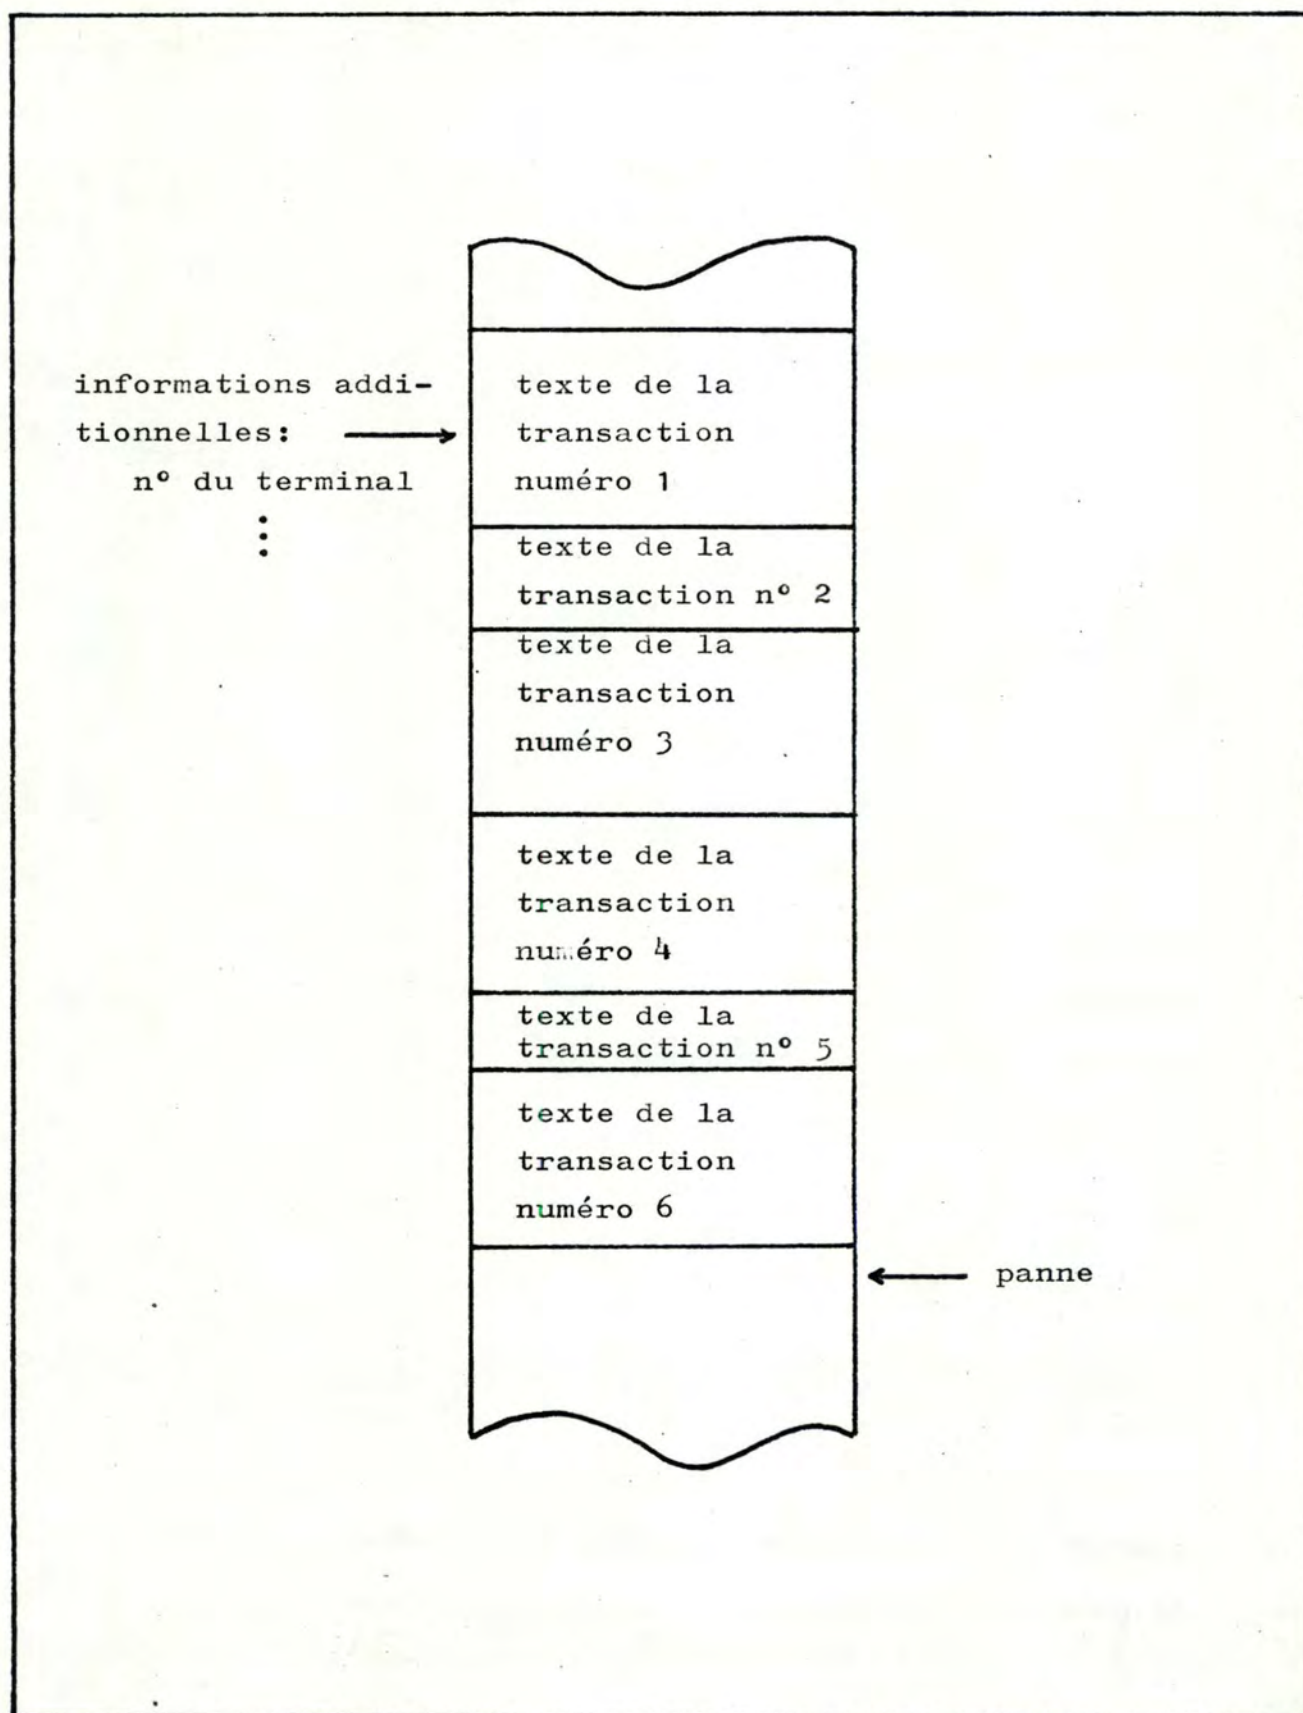 informations addi-
tionnelles:
n° du terminal
texte de la
transaction
numéro 1
texte de la
transaction n° 2
texte de la
transaction
numéro 3
texte de la
transaction
numéro 4
texte de la
transaction n° 5
texte de la
transaction
numéro 6
panne